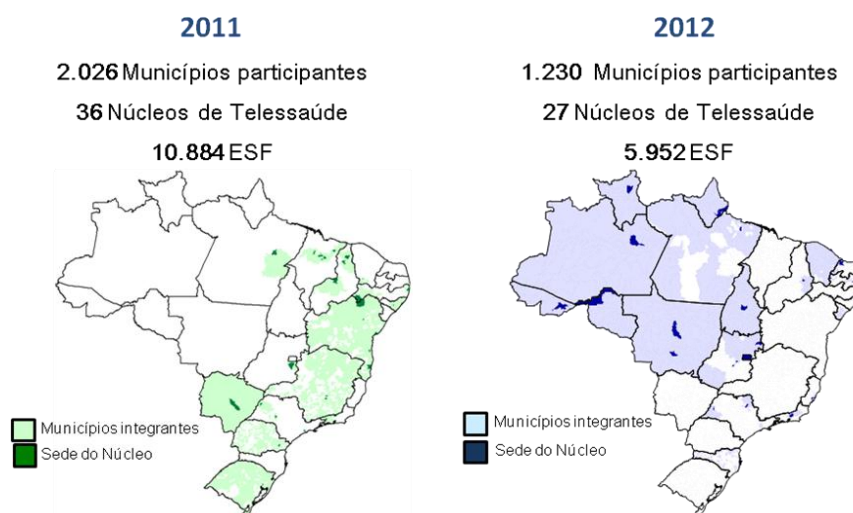 2011
2.026 Municípios participantes
36 Núcleos de Telessaúde
10.884 ESF
Municípios integrantes
Sede do Núcleo
2012
1.230 Municípios participantes
27 Núcleos de Telessaúde
5.952 ESF
Municípios integrantes
Sede do Núcleo